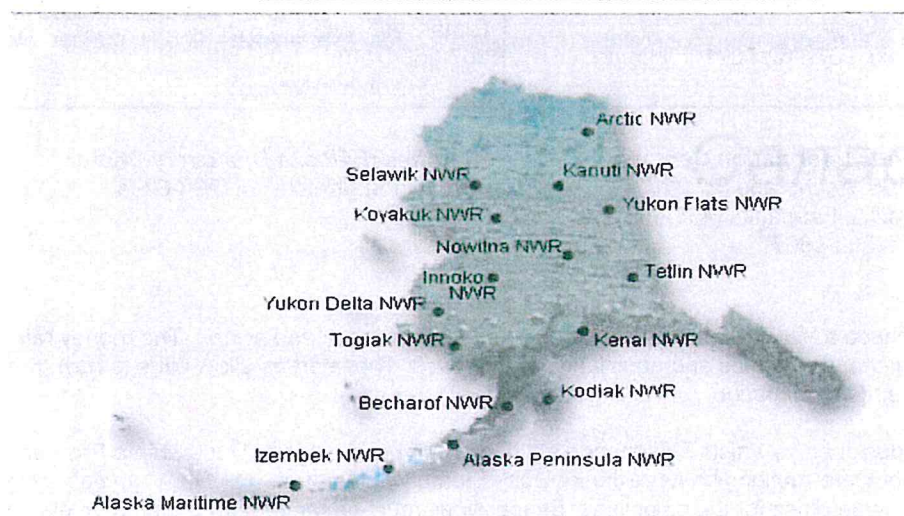 Arctic NWR
Selawik NWR
Kanuti NWR
Koyukuk NWR
Yukon Flats NWR
Nowitna NWR
Innoko
NWR
Tetlin NWR
Yukon Delta NWR
Togiak NWR
Kenai NWR
Becharof NWR
Kodiak NWR
Izembek NWR
Alaska Peninsula NWR
Alaska Maritime NWR